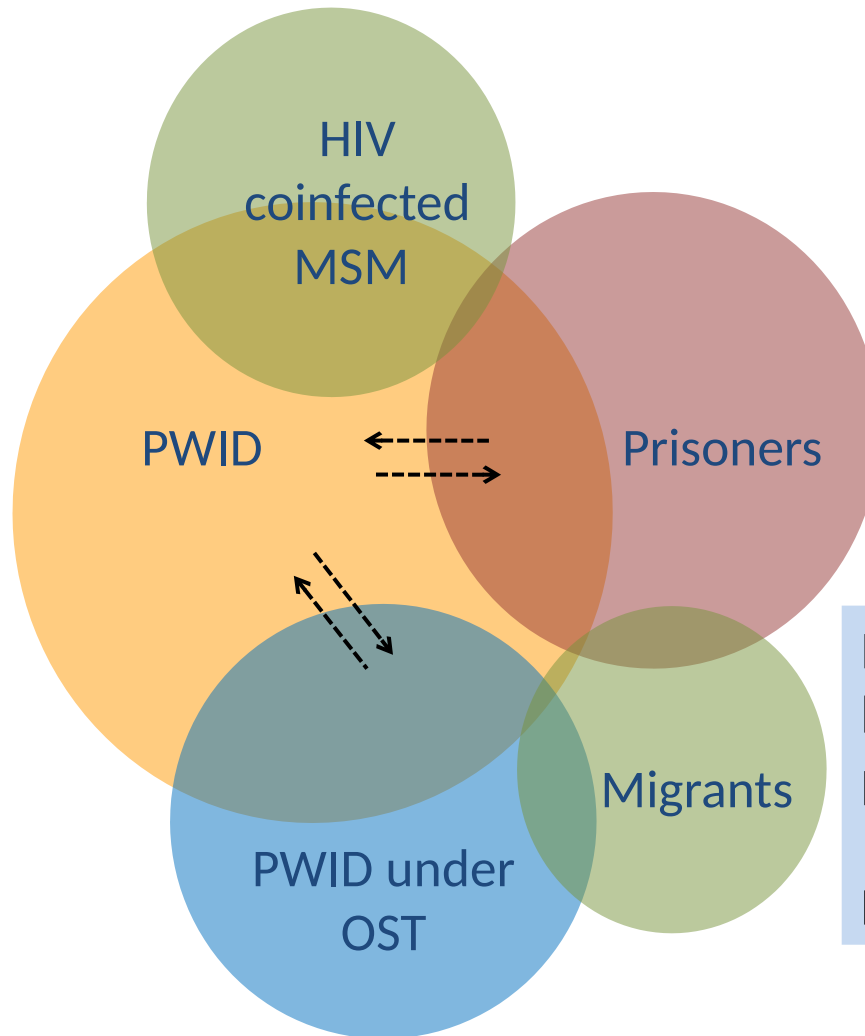 HIV
coinfected
MSM
PWID
Prisoners
Migrants
PWID under
OST